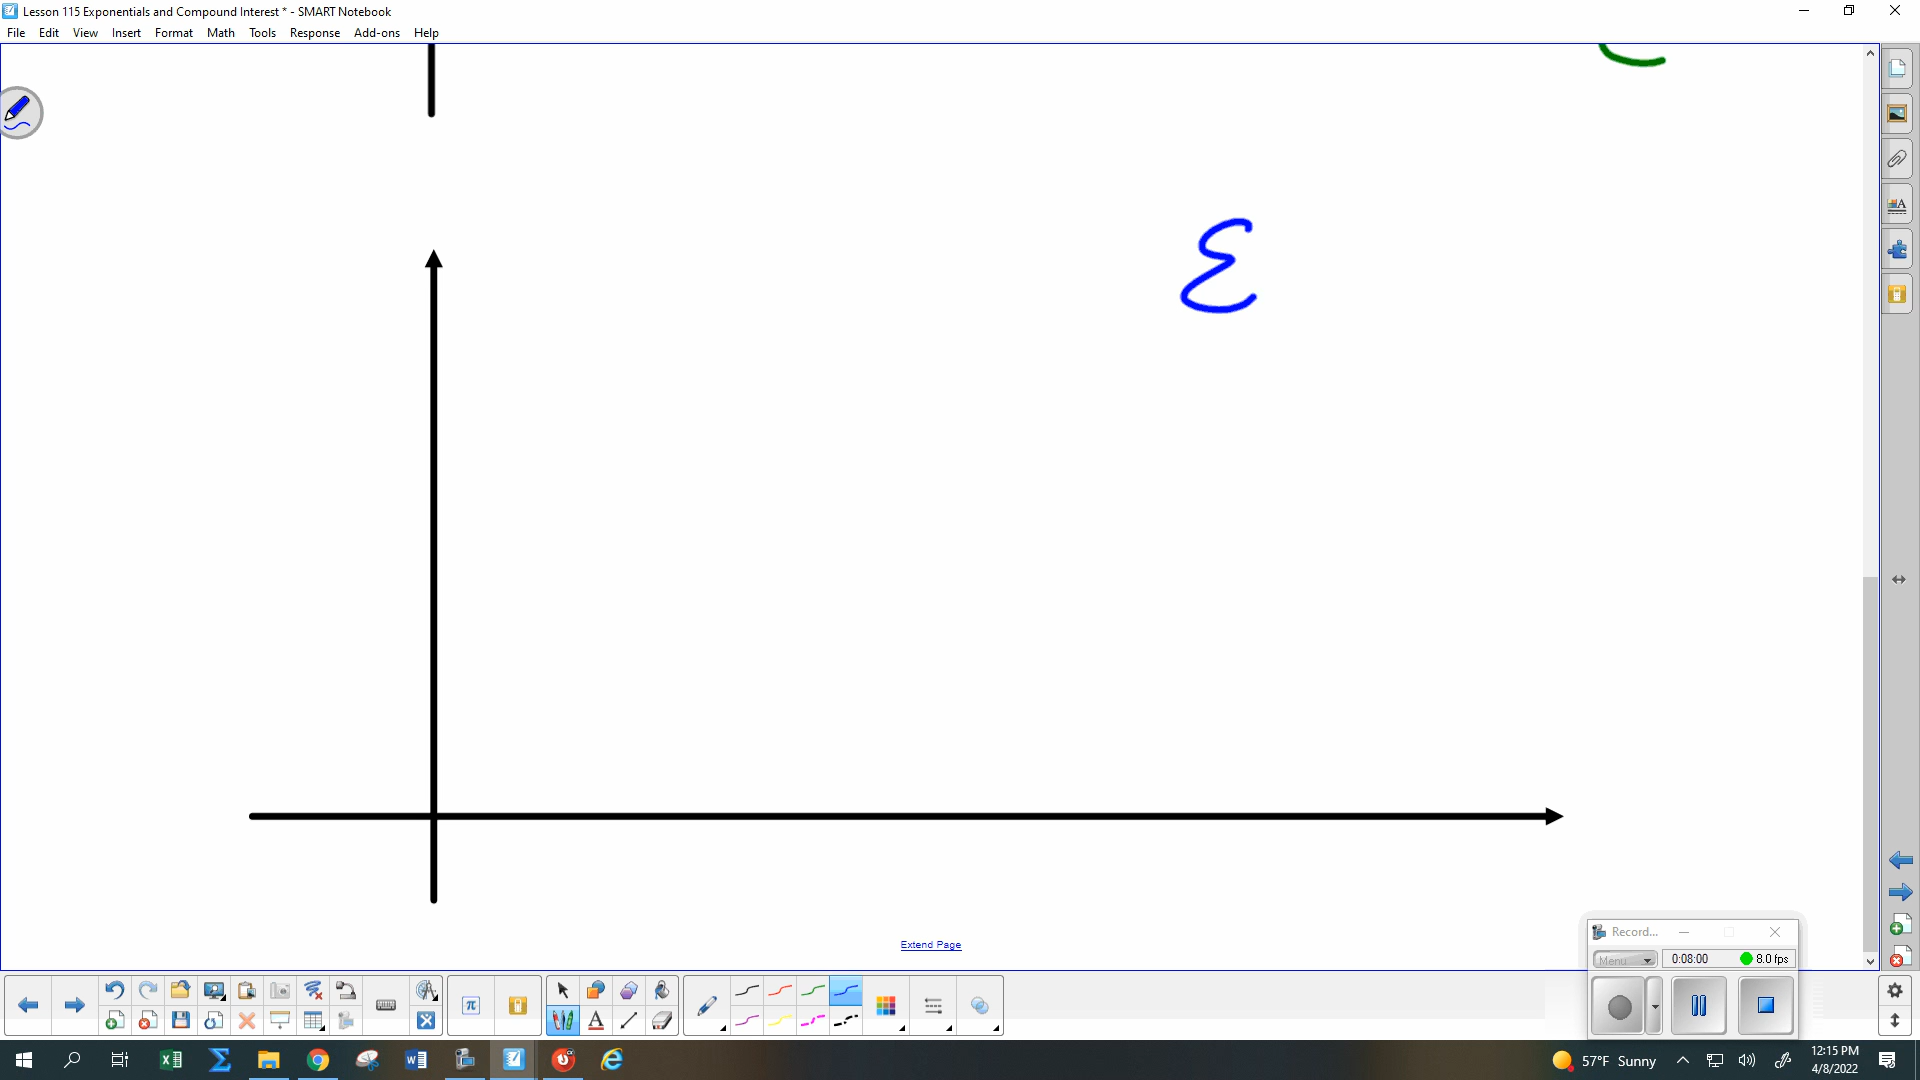 Lesson 115 Exponentials and Compound Interest * - SMART Notebook
File Edit View Insert Format Math Tools Response Add-ons Help
ε
Extend Page
Record...
Menu 0:08:00 8.0 fps
57°F Sunny
12:15 PM
4/8/2022